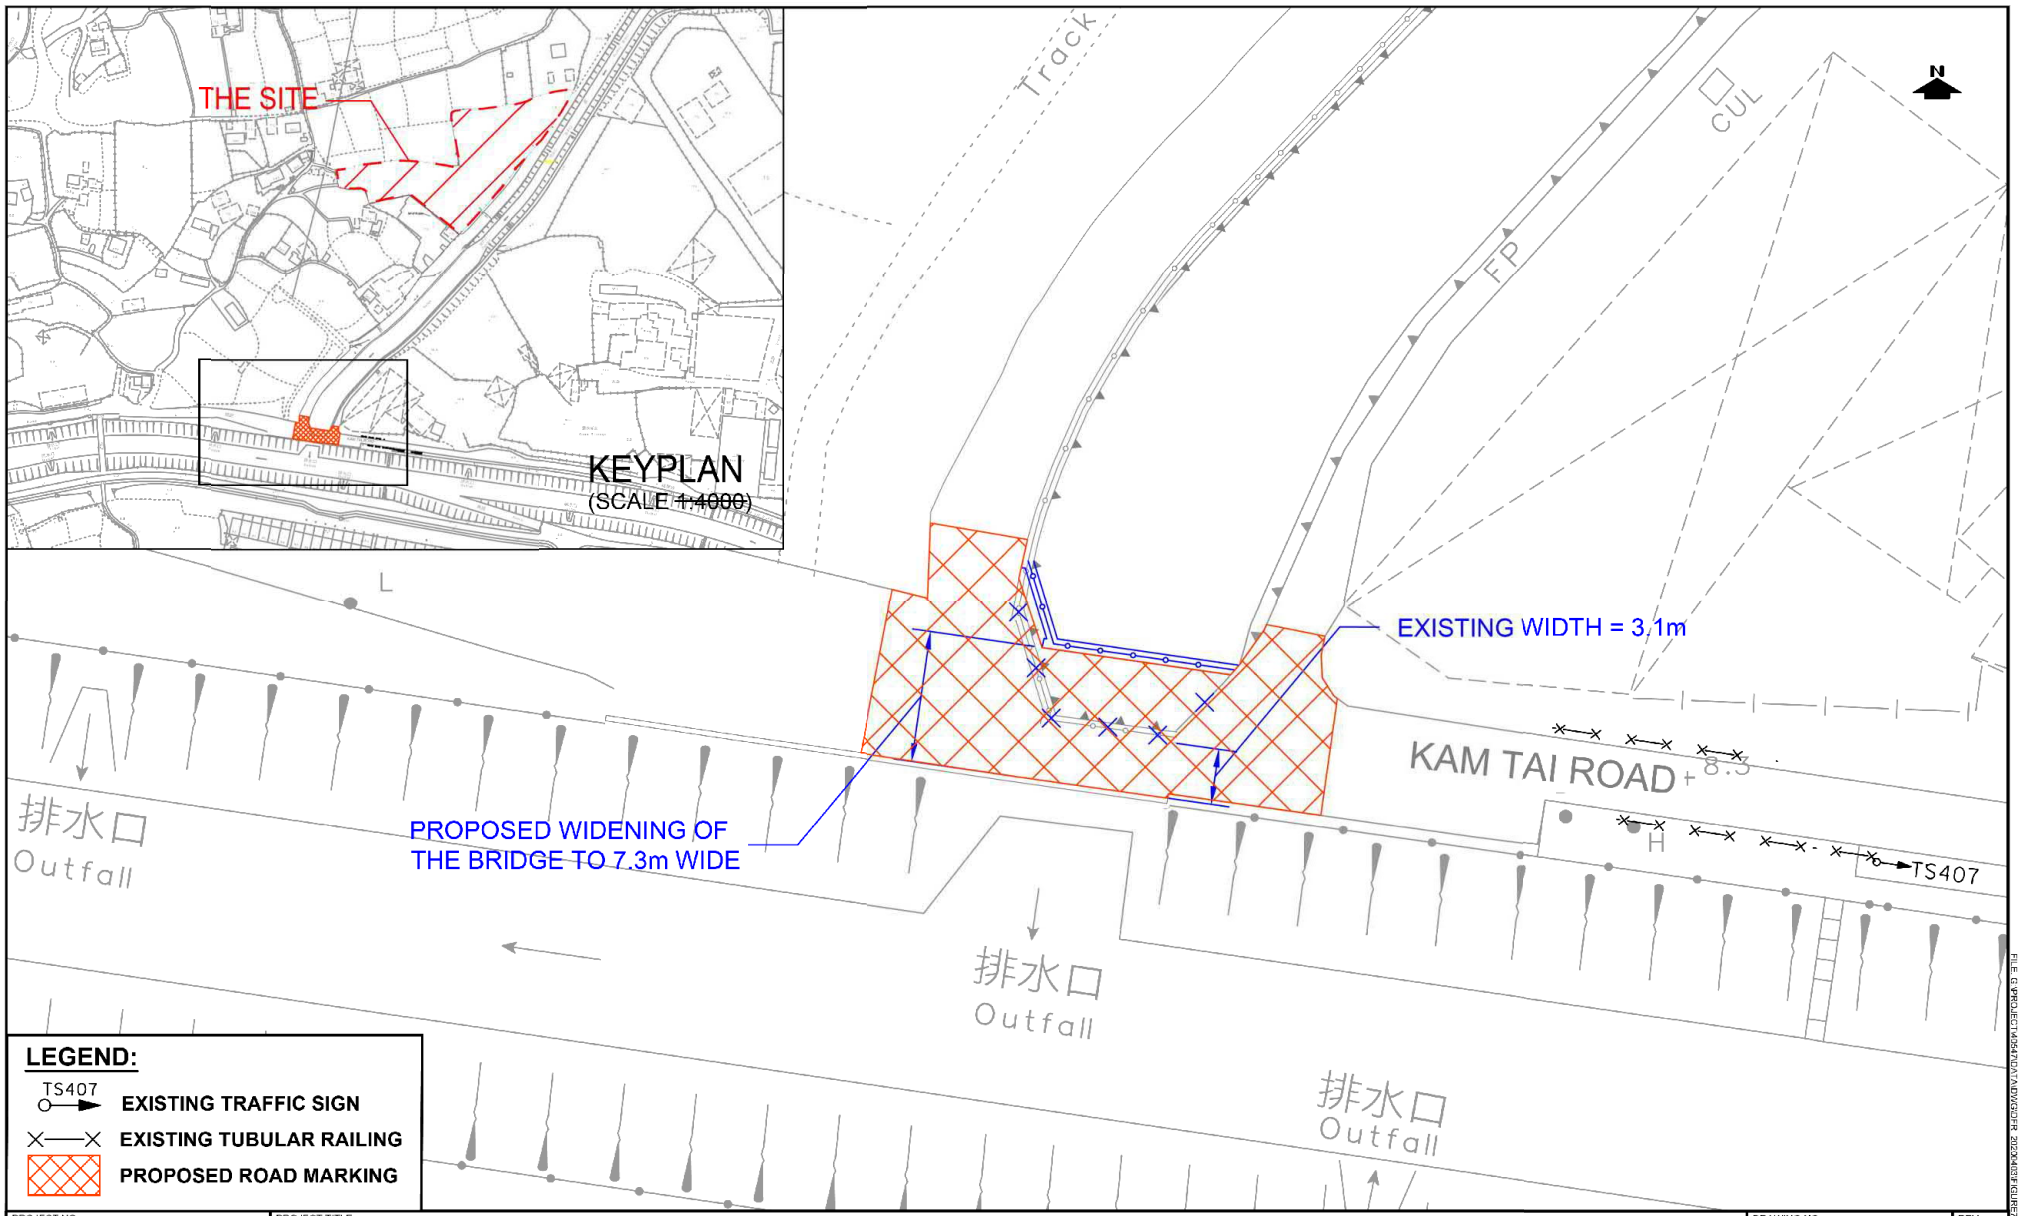 THE SITE
KEYPLAN
(SCALE 1:4000)
Track
CUL
N
FP
L
EXISTING WIDTH = 3.1m
KAM TAI ROAD
+ 8.3
H
TS407
PROPOSED WIDENING OF
THE BRIDGE TO 7.3m WIDE
排水口
Outfall
排水口
Outfall
排水口
Outfall
LEGEND:
TS407
EXISTING TRAFFIC SIGN
EXISTING TUBULAR RAILING
PROPOSED ROAD MARKING